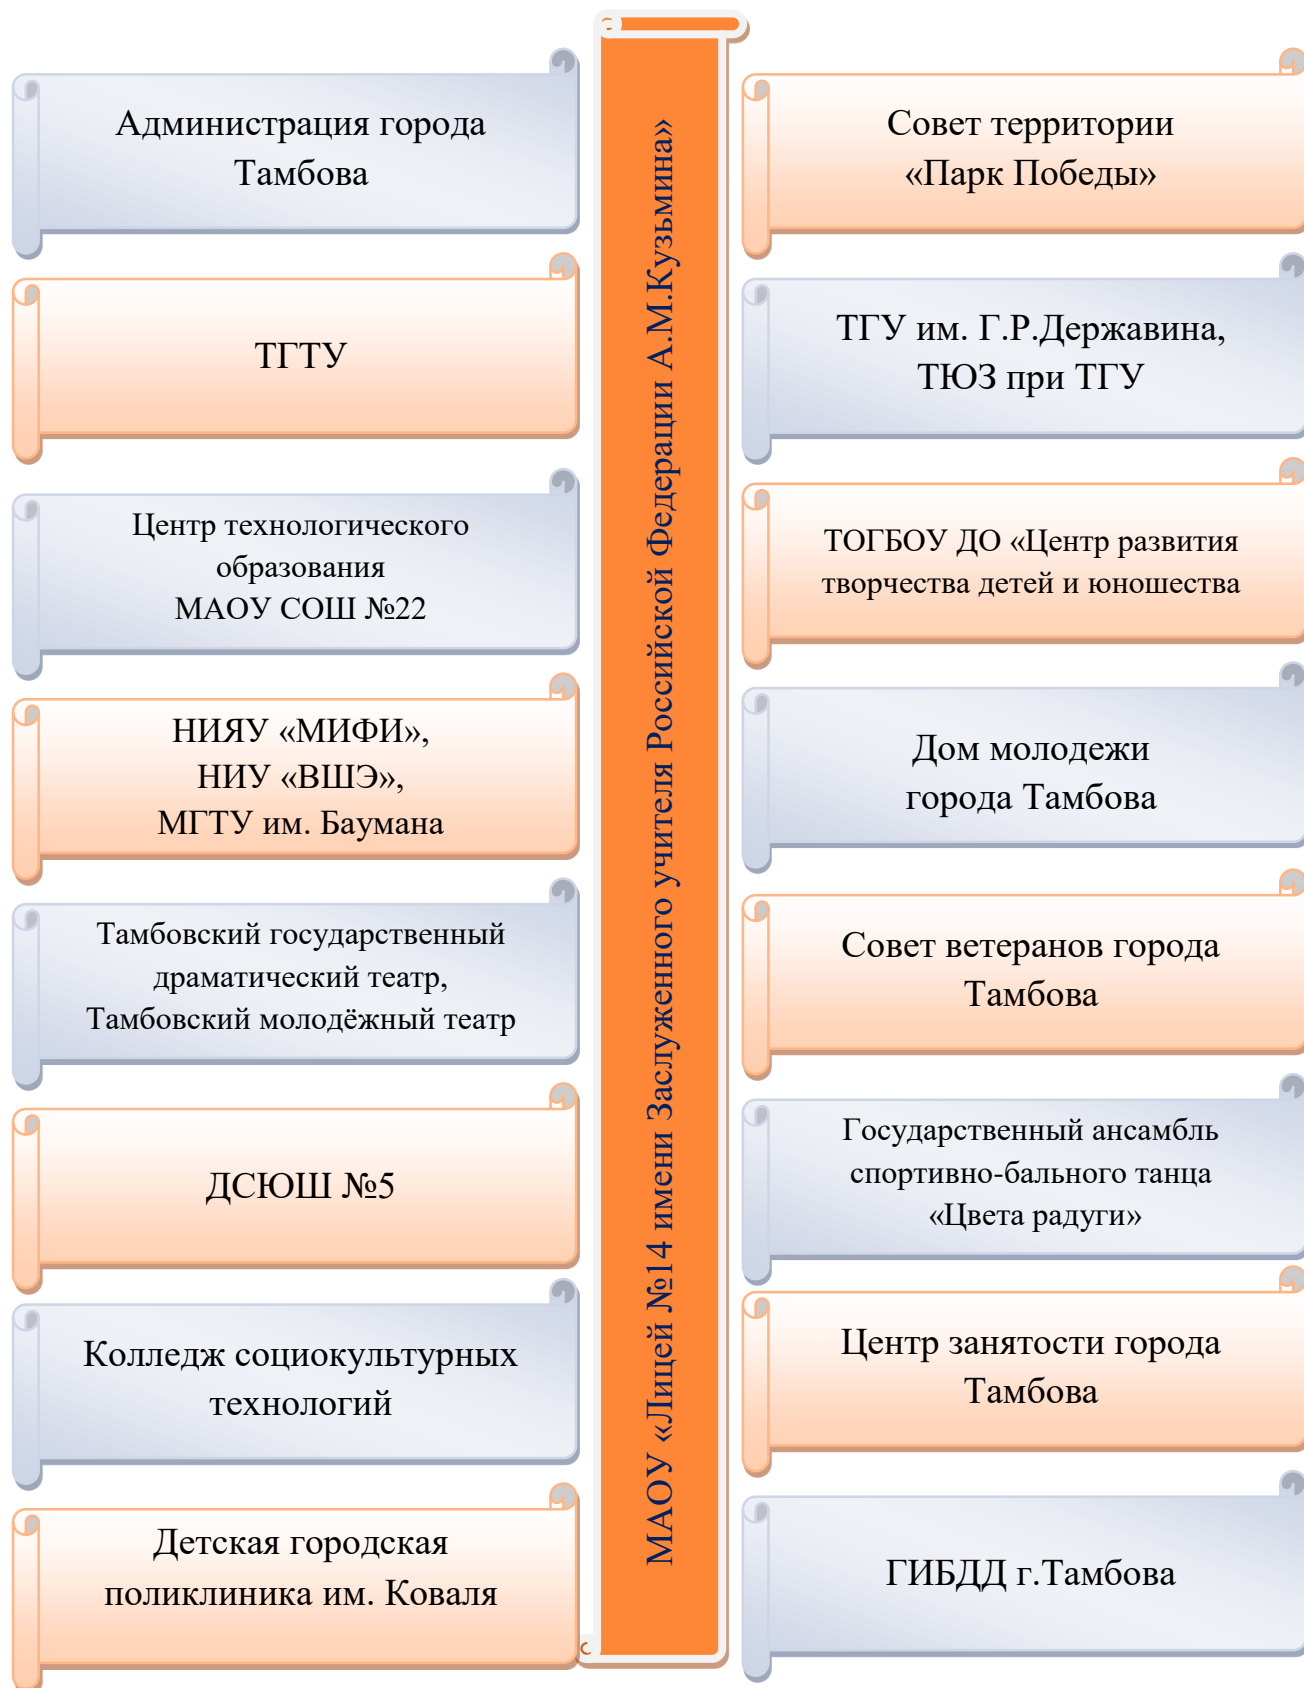 Администрация города
Тамбова
ТГТУ
Центр технологического
образования
МАОУ СОШ №22
НИЯУ «МИФИ»,
НИУ «ВШЭ»,
МГТУ им. Баумана
Тамбовский государственный
драматический театр,
Тамбовский молодёжный театр
ДСЮШ №5
Колледж социокультурных
технологий
Детская городская
поликлиника им. Коваля
МАОУ «Лицей №14 имени Заслуженного учителя Российской Федерации А.М.Кузьмина»
Совет территории
«Парк Победы»
ТГУ им. Г.Р.Державина,
ТЮЗ при ТГУ
ТОГБОУ ДО «Центр развития
творчества детей и юношества
Дом молодежи
города Тамбова
Совет ветеранов города
Тамбова
Государственный ансамбль
спортивно-бального танца
«Цвета радуги»
Центр занятости города
Тамбова
ГИБДД г.Тамбова